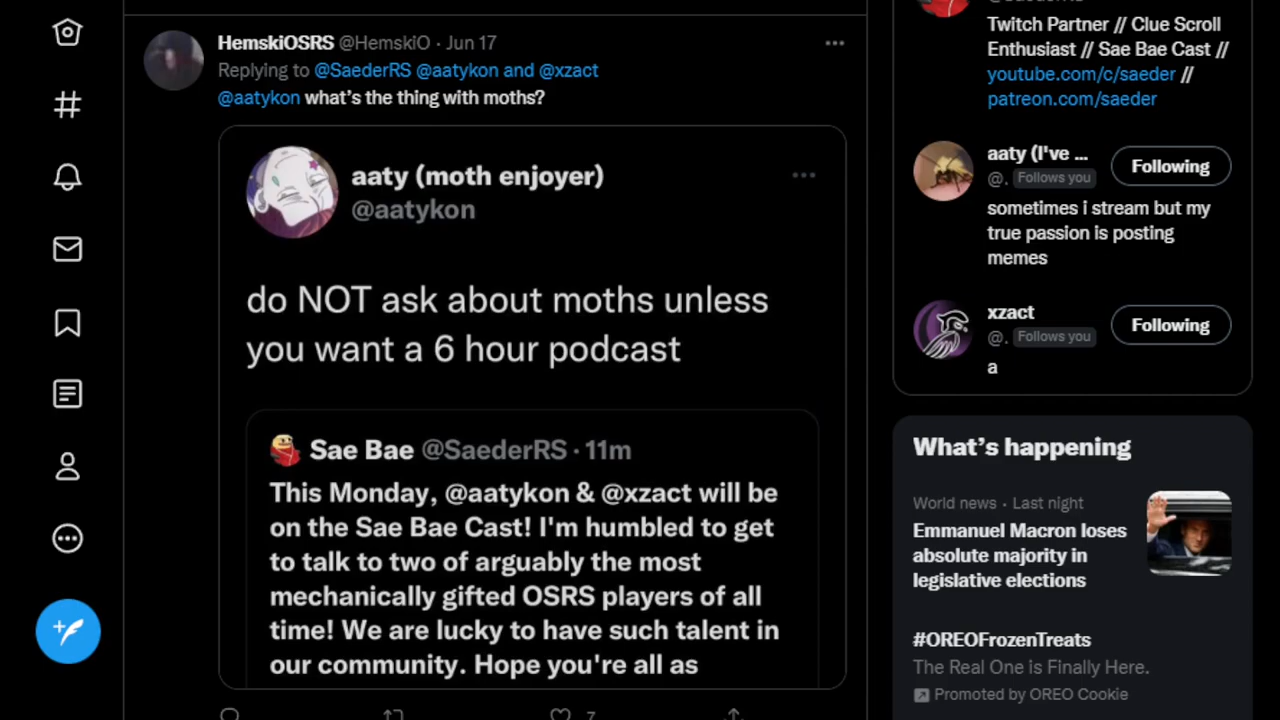 HemskiOSRS @HemskiO · Jun 17
Replying to @SaederRS @aatykon and @xzact
@aatykon what's the thing with moths?
aaty (moth enjoyer)
@aatykon
do NOT ask about moths unless
you want a 6 hour podcast
Sae Bae @SaederRS · 11m
This Monday, @aatykon & @xzact will be
on the Sae Bae Cast! I'm humbled to get
to talk to two of arguably the most
mechanically gifted OSRS players of all
time! We are lucky to have such talent in
our community. Hope you're all as
7
Twitch Partner // Clue Scroll
Enthusiast // Sae Bae Cast //
youtube.com/c/saeder //
patreon.com/saeder
aaty (I've ...
@. Follows you
Following
sometimes i stream but my
true passion is posting
memes
xzact
@. Follows you
Following
a
What's happening
World news · Last night
Emmanuel Macron loses
absolute majority in
legislative elections
#OREOFrozenTreats
The Real One is Finally Here.
Promoted by OREO Cookie